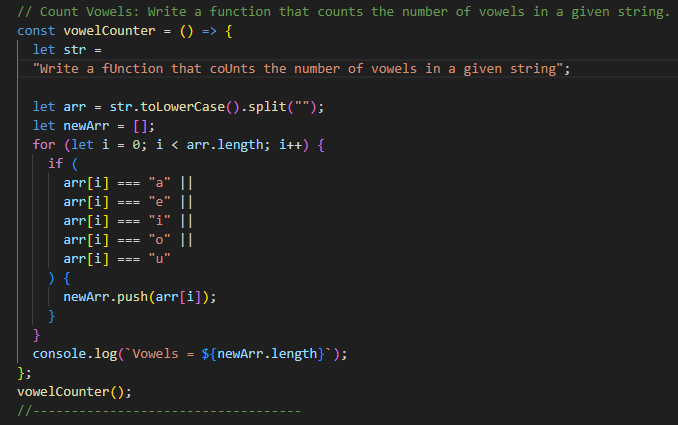 // Count Vowels: Write a function that counts the number of vowels in a given string.
const vowelCounter = () => {
  let str =
  "Write a fUnction that coUnts the number of vowels in a given string";

  let arr = str.toLowerCase().split("");
  let newArr = [];
  for (let i = 0; i < arr.length; i++) {
    if (
      arr[i] === "a" ||
      arr[i] === "e" ||
      arr[i] === "i" ||
      arr[i] === "o" ||
      arr[i] === "u"
    ) {
      newArr.push(arr[i]);
    }
  }
  console.log(`Vowels = ${newArr.length}`);
};
vowelCounter();
//-----------------------------------